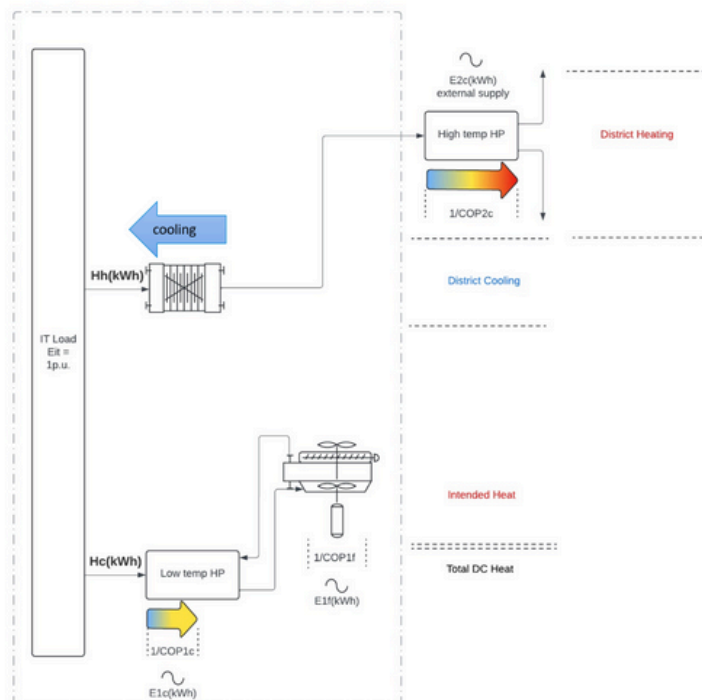 E2c(kWh)
external supply
High temp HP
District Heating
1/COP2c
cooling
Hh(kWh)
District Cooling
IT Load
Eit =
1p.u.
Intended Heat
Hc(kWh)
Low temp HP
1/COP1f
Total DC Heat
E1f(kWh)
1/COP1c
E1c(kWh)